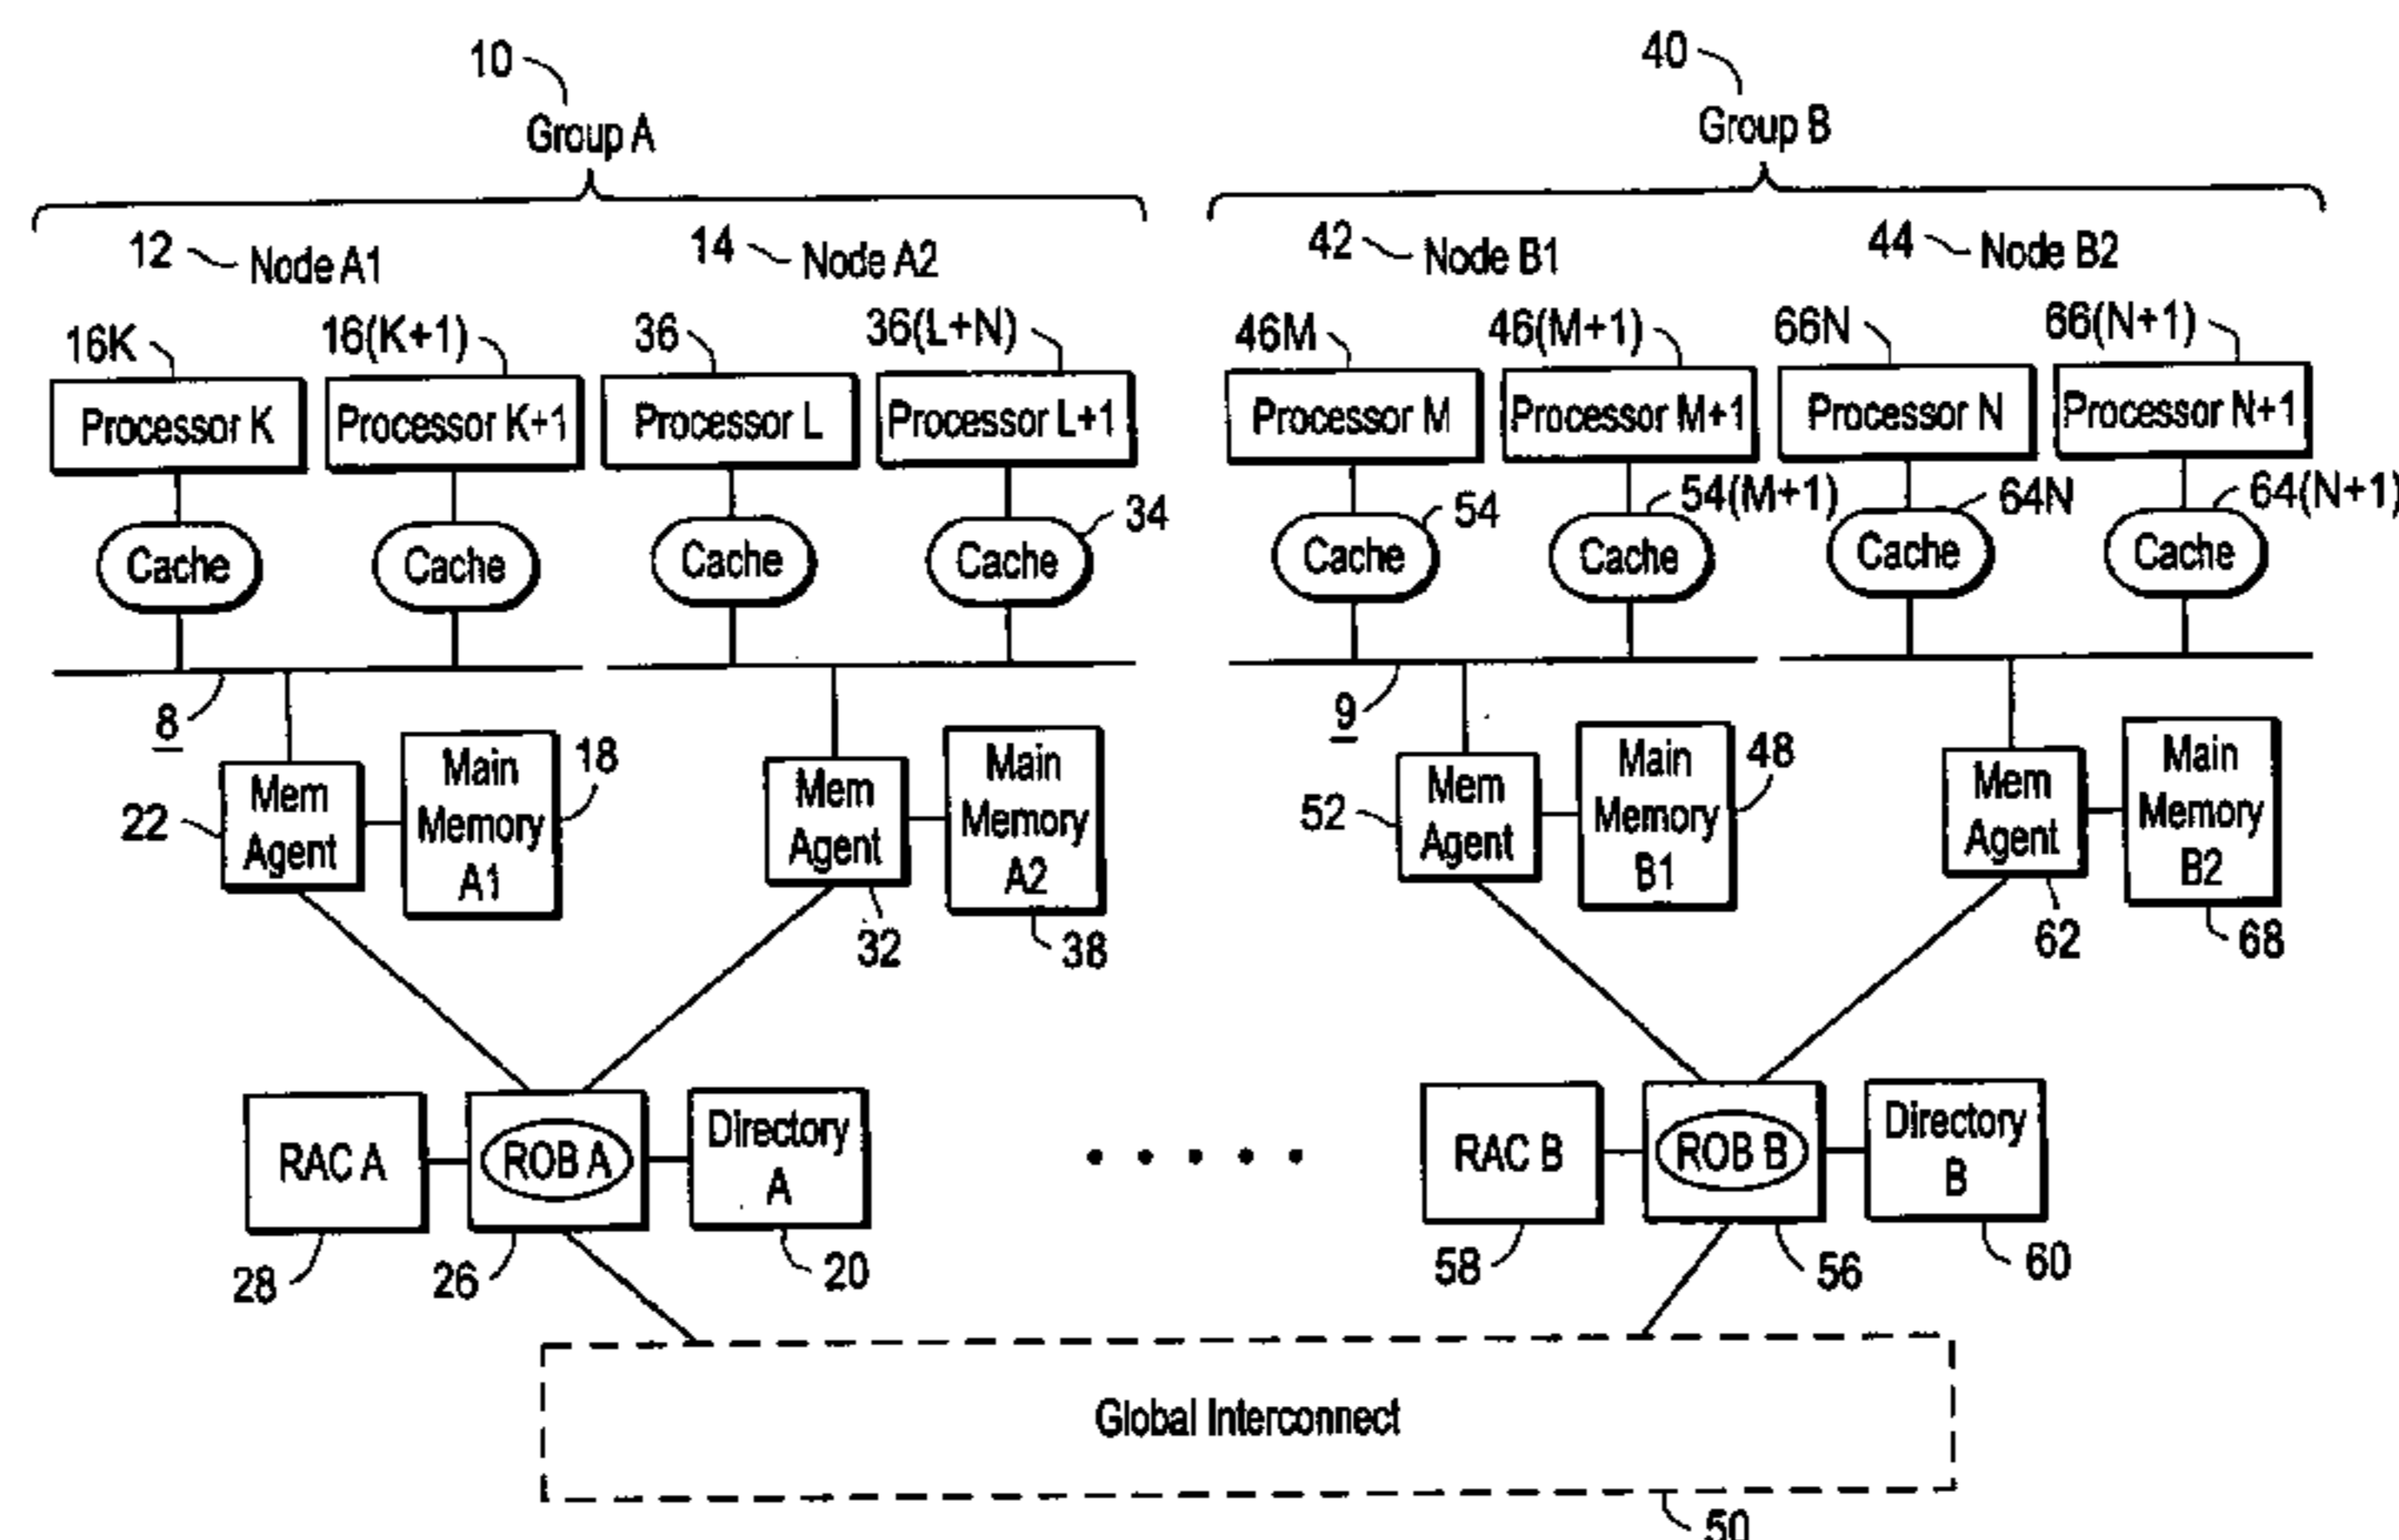 10
40
Group A
Group B
12 Node A1
14 Node A2
42 Node B1
44 Node B2
16K
16(K+1)
36
36(L+N)
46M
46(M+1)
66N
66(N+1)
Processor K
Processor K+1
Processor L
Processor L+1
Processor M
Processor M+1
Processor N
Processor N+1
Cache
Cache
Cache
Cache
34
Cache
54
Cache
54(M+1)
Cache
64N
Cache
64(N+1)
8
9
22
Mem
Agent
Main
Memory
A1
18
Mem
Agent
32
Main
Memory
A2
38
52
Mem
Agent
Main
Memory
B1
48
Mem
Agent
62
Main
Memory
B2
68
RAC A
ROB A
Directory
A
28
26
20
RAC B
ROB B
Directory
B
58
56
60
Global Interconnect
50